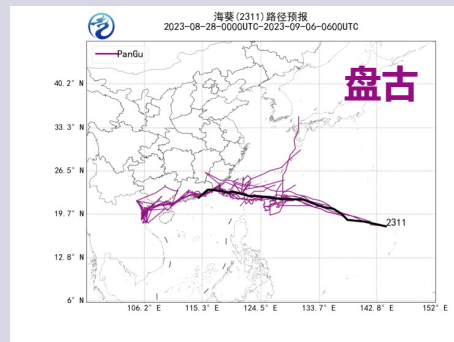 海葵(2311)路径预报
2023-08-28-0000UTC-2023-09-06-0600UTC
PanGu
盘古
40.2° N
33.3° N
26.5° N
19.7° N
12.8° N
6° N
2311
106.2° E
115.3° E
124.5° E
133.7° E
142.8° E
152° E